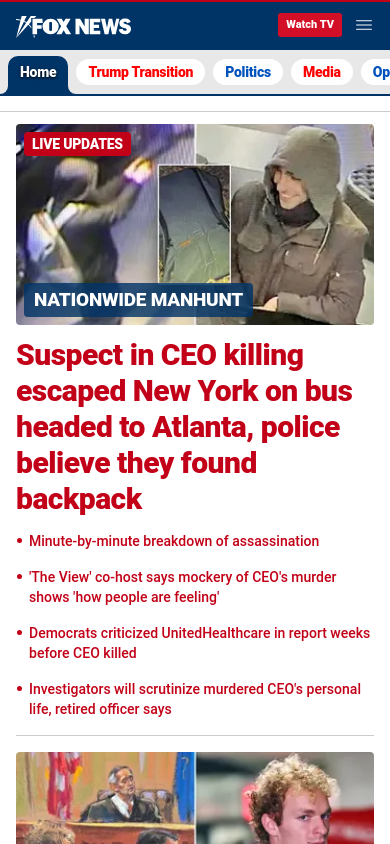 FOX NEWS
Watch TV
Home
Trump Transition
Politics
Media
Op
LIVE UPDATES
NATIONWIDE MANHUNT
Suspect in CEO killing
escaped New York on bus
headed to Atlanta, police
believe they found
backpack
• Minute-by-minute breakdown of assassination
• 'The View' co-host says mockery of CEO's murder
shows 'how people are feeling'
• Democrats criticized UnitedHealthcare in report weeks
before CEO killed
• Investigators will scrutinize murdered CEO's personal
life, retired officer says